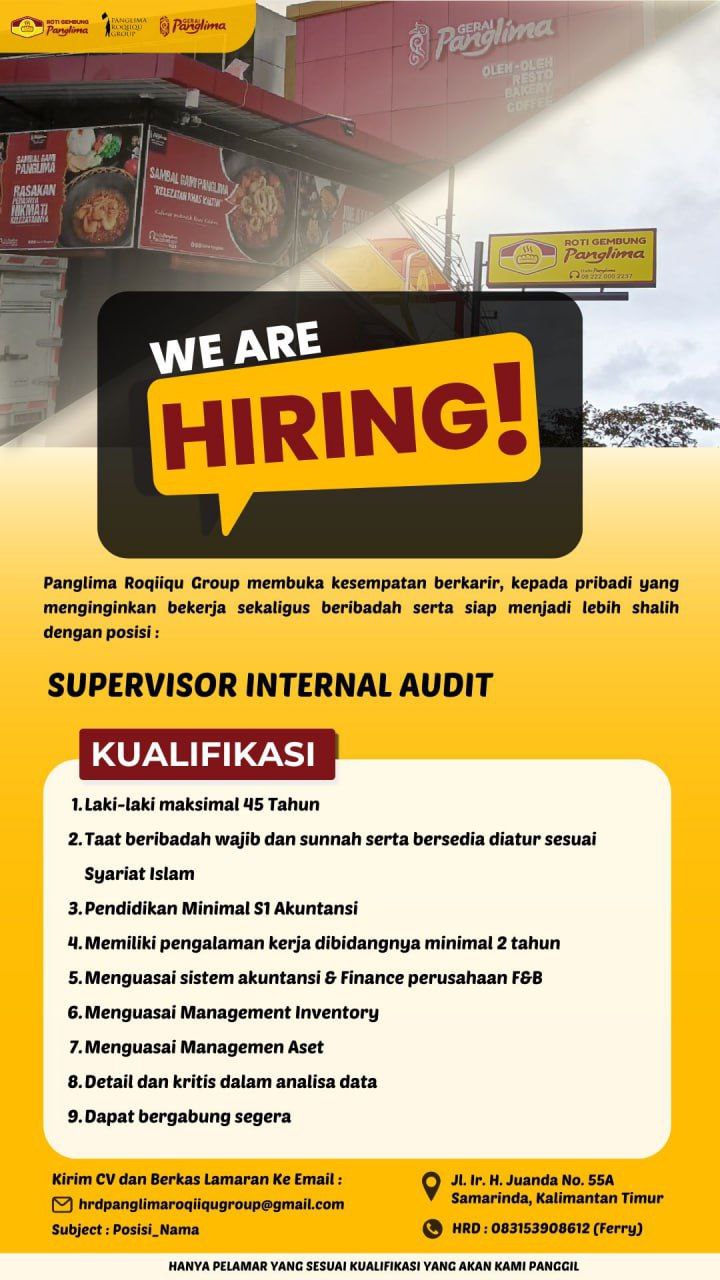 ROTI GEMBUNG
Panglima
PANGLIMA
ROQIIQU
GROUP
GERAI
Panglima
GERAI
Panglima
OLEH-OLEH
RESTO
BAKERY
COFFEE
SAMBAL GAMI
PANGLIMA
RASAKAN
NIKMATI
SAMBAL GAMI PANGLIMA
"KELEZATAN KHAS KALTIM"
ROTI GEMBUNG
Panglima
WE ARE
HIRING!
Panglima Roqiiqu Group membuka kesempatan berkarir, kepada pribadi yang
menginginkan bekerja sekaligus beribadah serta siap menjadi lebih shalih
dengan posisi :
SUPERVISOR INTERNAL AUDIT
KUALIFIKASI
1. Laki-laki maksimal 45 Tahun
2. Taat beribadah wajib dan sunnah serta bersedia diatur sesuai
Syariat Islam
3. Pendidikan Minimal S1 Akuntansi
4. Memiliki pengalaman kerja dibidangnya minimal 2 tahun
5. Menguasai sistem akuntansi & Finance perusahaan F&B
6. Menguasai Management Inventory
7. Menguasai Managemen Aset
8. Detail dan kritis dalam analisa data
9. Dapat bergabung segera
Kirim CV dan Berkas Lamaran Ke Email :
hrdpanglimaroqiiqugroup@gmail.com
Subject : Posisi_Nama
Jl. Ir. H. Juanda No. 55A
Samarinda, Kalimantan Timur
HRD : 083153908612 (Ferry)
HANYA PELAMAR YANG SESUAI KUALIFIKASI YANG AKAN KAMI PANGGIL